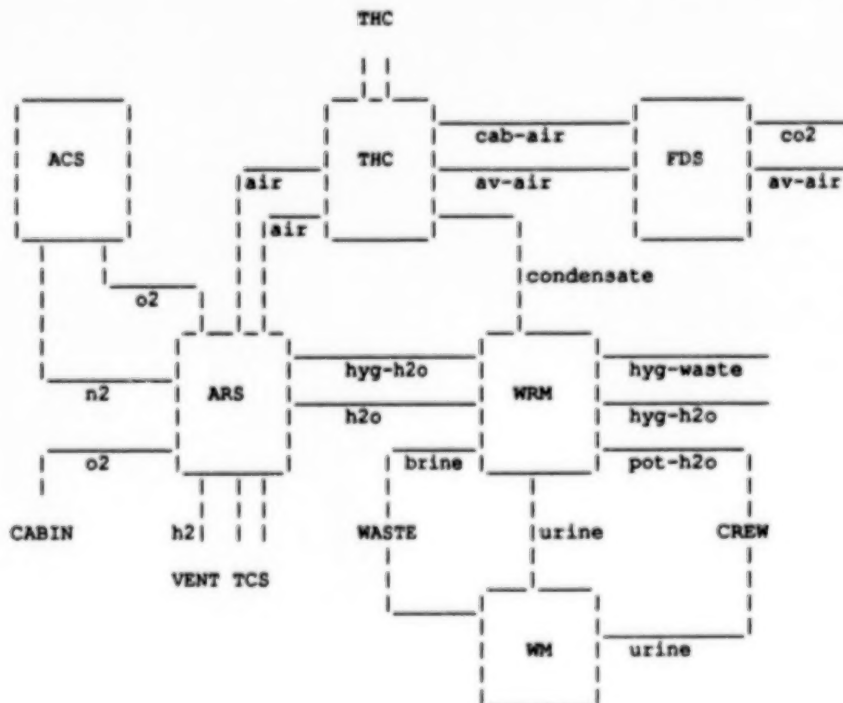 THC
ACS
THC
cab-air
FDS
co2
air
av-air
av-air
air
condensate
o2
hyg-h2o
hyg-waste
n2
ARS
WRM
h2o
hyg-h2o
o2
brine
pot-h2o
CABIN
h2
WASTE
urine
CREW
VENT TCS
WM
urine